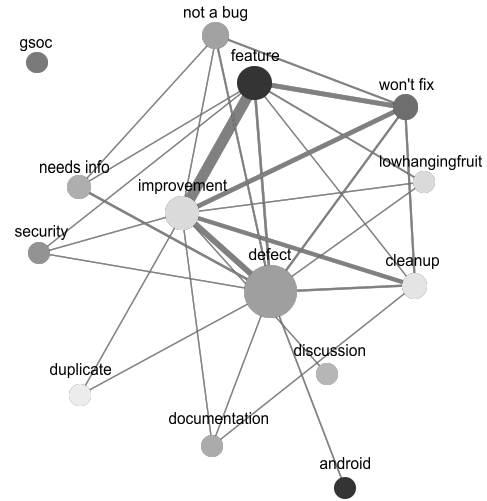 not a bug
gsoc
feature
won't fix
lowhangingfruit
needs info
improvement
security
defect
cleanup
discussion
duplicate
documentation
android